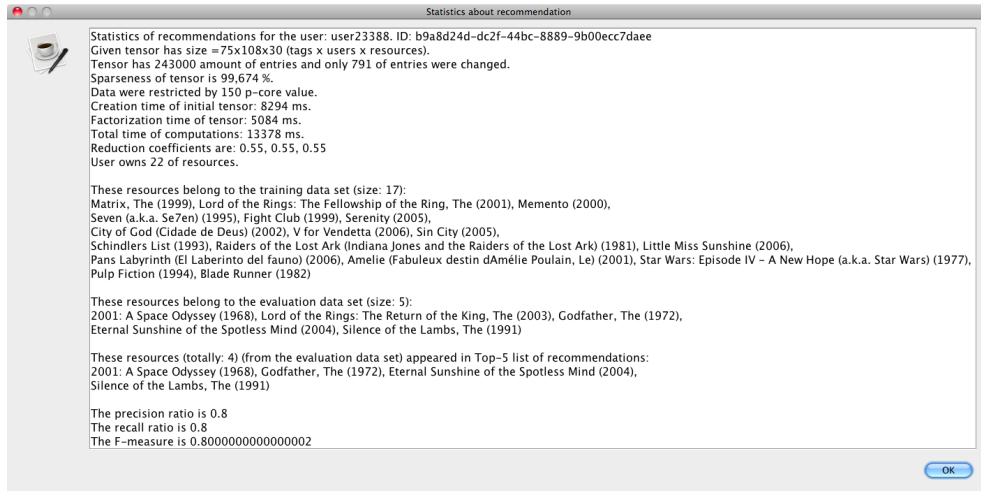 Statistics about recommendation
Statistics of recommendations for the user: user23388. ID: b9a8d24d-dc2f-44bc-8889-9b00ecc7daee
Given tensor has size =75x108x30 (tags x users x resources).
Tensor has 243000 amount of entries and only 791 of entries were changed.
Sparseness of tensor is 99,674 %.
Data were restricted by 150 p-core value.
Creation time of initial tensor: 8294 ms.
Factorization time of tensor: 5084 ms.
Total time of computations: 13378 ms.
Reduction coefficients are: 0.55, 0.55, 0.55
User owns 22 of resources.
These resources belong to the training data set (size: 17):
Matrix, The (1999), Lord of the Rings: The Fellowship of the Ring, The (2001), Memento (2000),
Seven (a.k.a. Se7en) (1995), Fight Club (1999), Serenity (2005),
City of God (Cidade de Deus) (2002), V for Vendetta (2006), Sin City (2005),
Schindlers List (1993), Raiders of the Lost Ark (Indiana Jones and the Raiders of the Lost Ark) (1981), Little Miss Sunshine (2006),
Pans Labyrinth (El Laberinto del fauno) (2006), Amelie (Fabuleux destin dAmélie Poulain, Le) (2001), Star Wars: Episode IV - A New Hope (a.k.a. Star Wars) (1977),
Pulp Fiction (1994), Blade Runner (1982)
These resources belong to the evaluation data set (size: 5):
2001: A Space Odyssey (1968), Lord of the Rings: The Return of the King, The (2003), Godfather, The (1972),
Eternal Sunshine of the Spotless Mind (2004), Silence of the Lambs, The (1991)
These resources (totally: 4) (from the evaluation data set) appeared in Top-5 list of recommendations:
2001: A Space Odyssey (1968), Godfather, The (1972), Eternal Sunshine of the Spotless Mind (2004),
Silence of the Lambs, The (1991)
The precision ratio is 0.8
The recall ratio is 0.8
The F-measure is 0.8000000000000002
OK